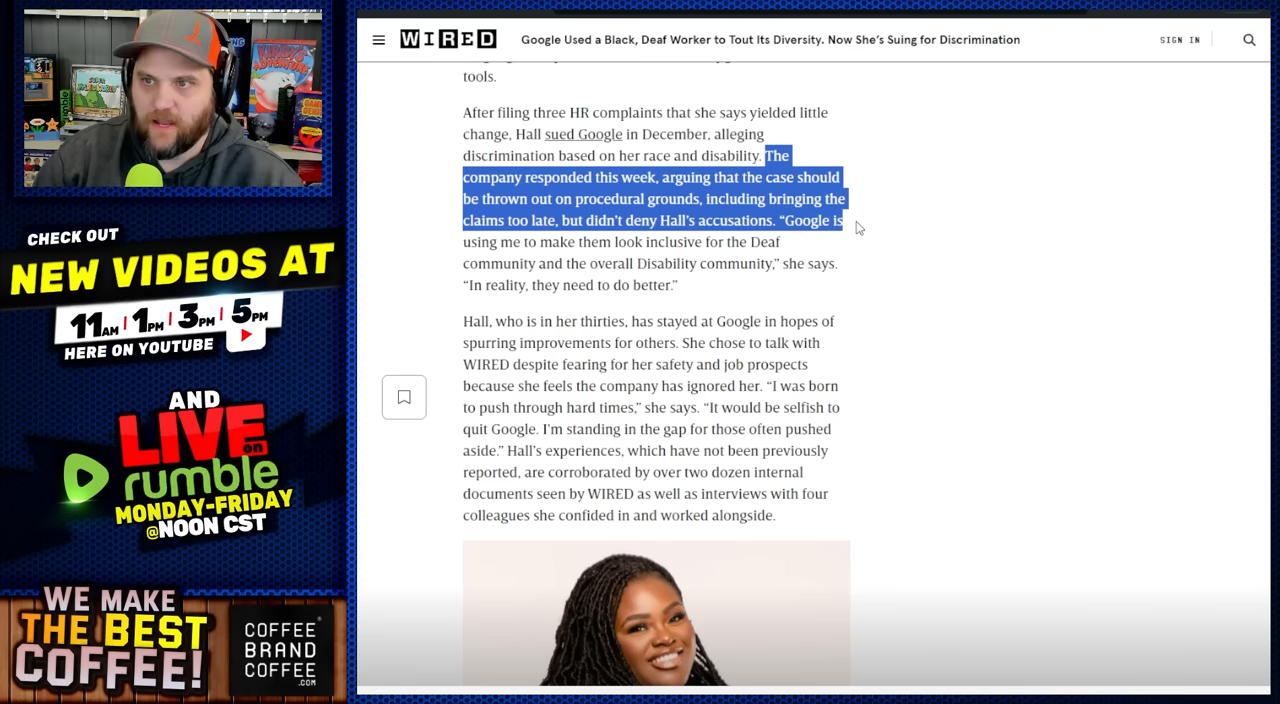 CHECK OUT
NEW VIDEOS AT
11AM | 1PM | 3PM | 5PM
HERE ON YOUTUBE
AND
LIVE
on
rumble
MONDAY-FRIDAY
@NOON CST
WE MAKE
THE BEST
COFFEE!
COFFEE
BRAND
COFFEE
.COM
WIRED
Google Used a Black, Deaf Worker to Tout Its Diversity. Now She's Suing for Discrimination
SIGN IN
tools.
After filing three HR complaints that she says yielded little
change, Hall sued Google in December, alleging
discrimination based on her race and disability. The
company responded this week, arguing that the case should
be thrown out on procedural grounds, including bringing the
claims too late, but didn't deny Hall's accusations. “Google is
using me to make them look inclusive for the Deaf
community and the overall Disability community,” she says.
“In reality, they need to do better.”
Hall, who is in her thirties, has stayed at Google in hopes of
spurring improvements for others. She chose to talk with
WIRED despite fearing for her safety and job prospects
because she feels the company has ignored her. “I was born
to push through hard times,” she says. “It would be selfish to
quit Google. I'm standing in the gap for those often pushed
aside.” Hall's experiences, which have not been previously
reported, are corroborated by over two dozen internal
documents seen by WIRED as well as interviews with four
colleagues she confided in and worked alongside.